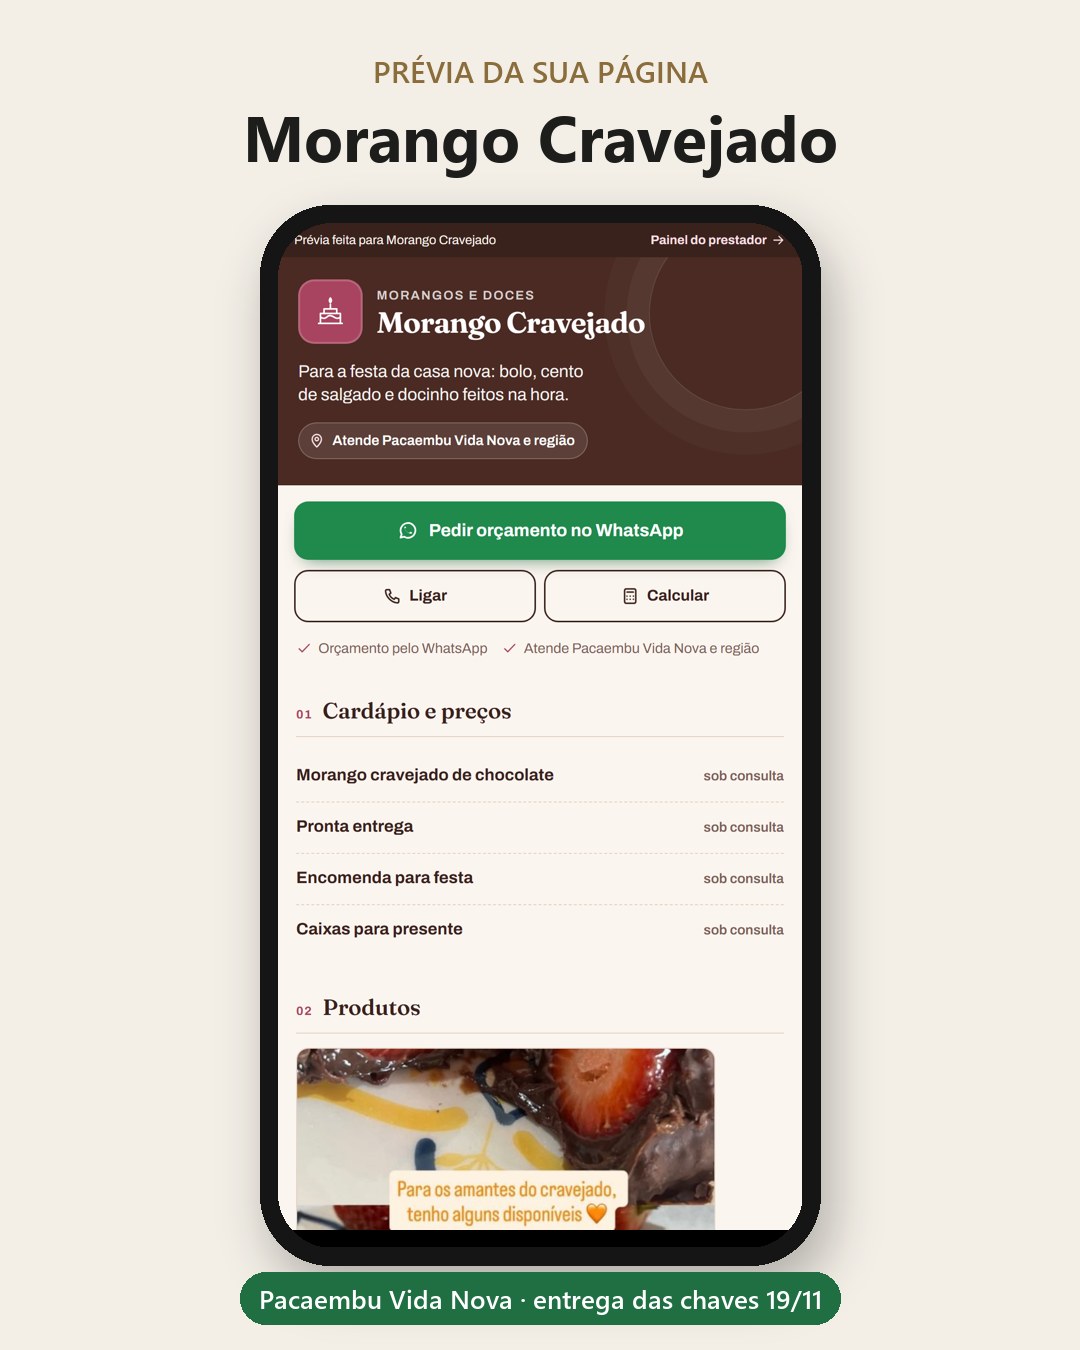 PRÉVIA DA SUA PÁGINA
Morango Cravejado
Prévia feita para Morango Cravejado
Painel do prestador →
MORANGOS E DOCES
Morango Cravejado
Para a festa da casa nova: bolo, cento
de salgado e docinho feitos na hora.
Atende Pacaembu Vida Nova e região
Pedir orçamento no WhatsApp
Ligar
Calcular
Orçamento pelo WhatsApp
Atende Pacaembu Vida Nova e região
01 Cardápio e preços
Morango cravejado de chocolate sob consulta
Pronta entrega sob consulta
Encomenda para festa sob consulta
Caixas para presente sob consulta
02 Produtos
Para os amantes do cravejado,
tenho alguns disponíveis 🧡
Pacaembu Vida Nova · entrega das chaves 19/11